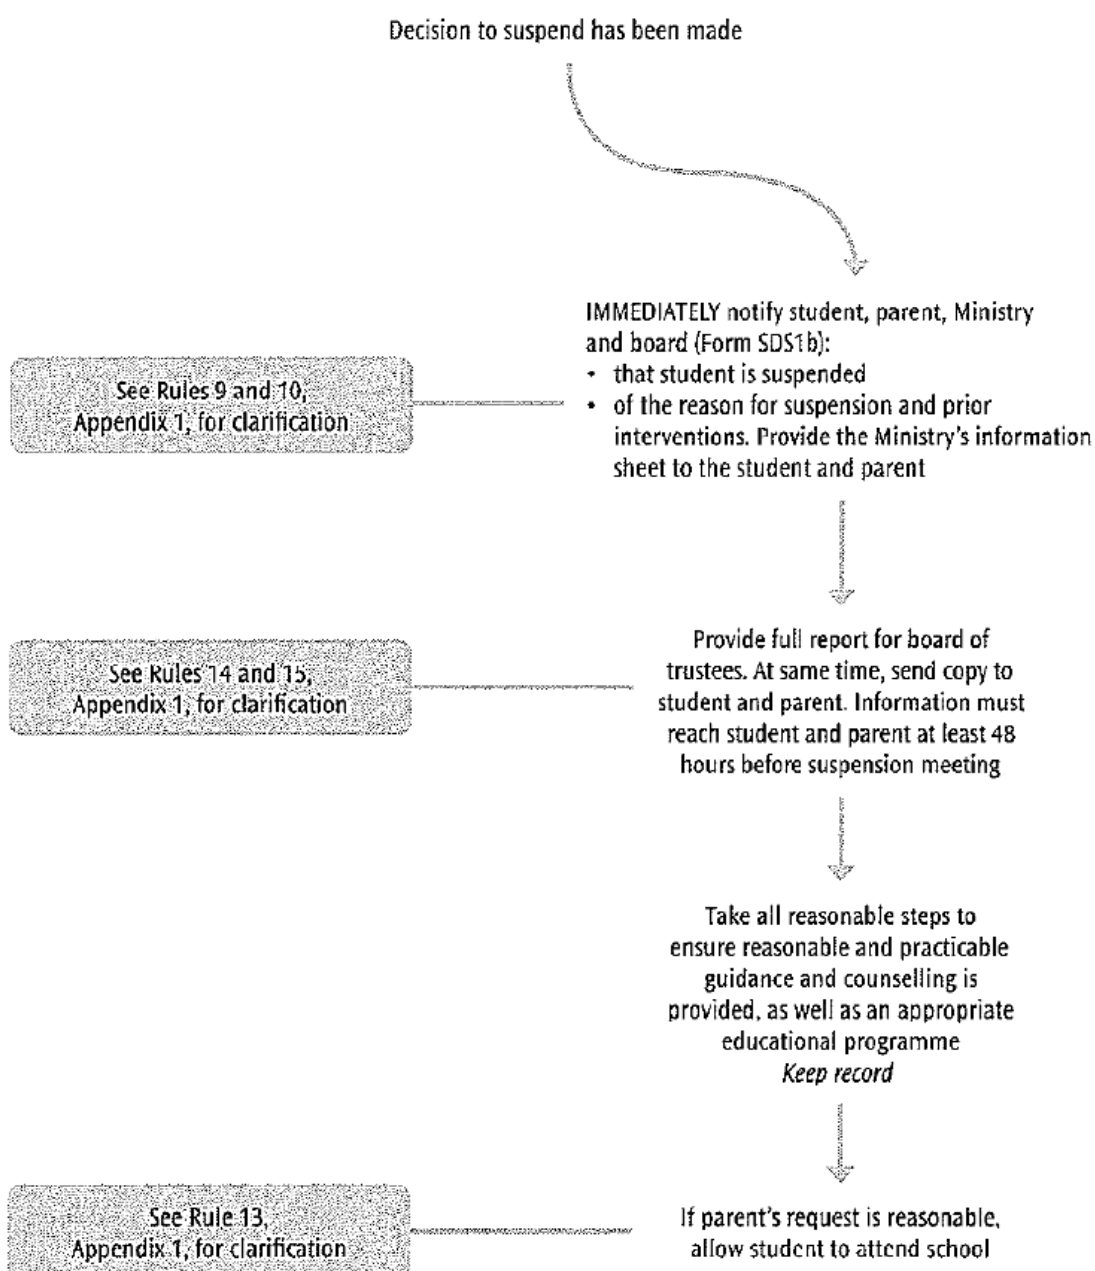 Decision to suspend has been made
IMMEDIATELY notify student, parent, Ministry
and board (Form SDS1b):
• that student is suspended
• of the reason for suspension and prior
interventions. Provide the Ministry's information
sheet to the student and parent
See Rules 9 and 10,
Appendix 1, for clarification
Provide full report for board of
trustees. At same time, send copy to
student and parent. Information must
reach student and parent at least 48
hours before suspension meeting
See Rules 14 and 15,
Appendix 1, for clarification
Take all reasonable steps to
ensure reasonable and practicable
guidance and counselling is
provided, as well as an appropriate
educational programme
Keep record
If parent's request is reasonable,
allow student to attend school
See Rule 13,
Appendix 1, for clarification